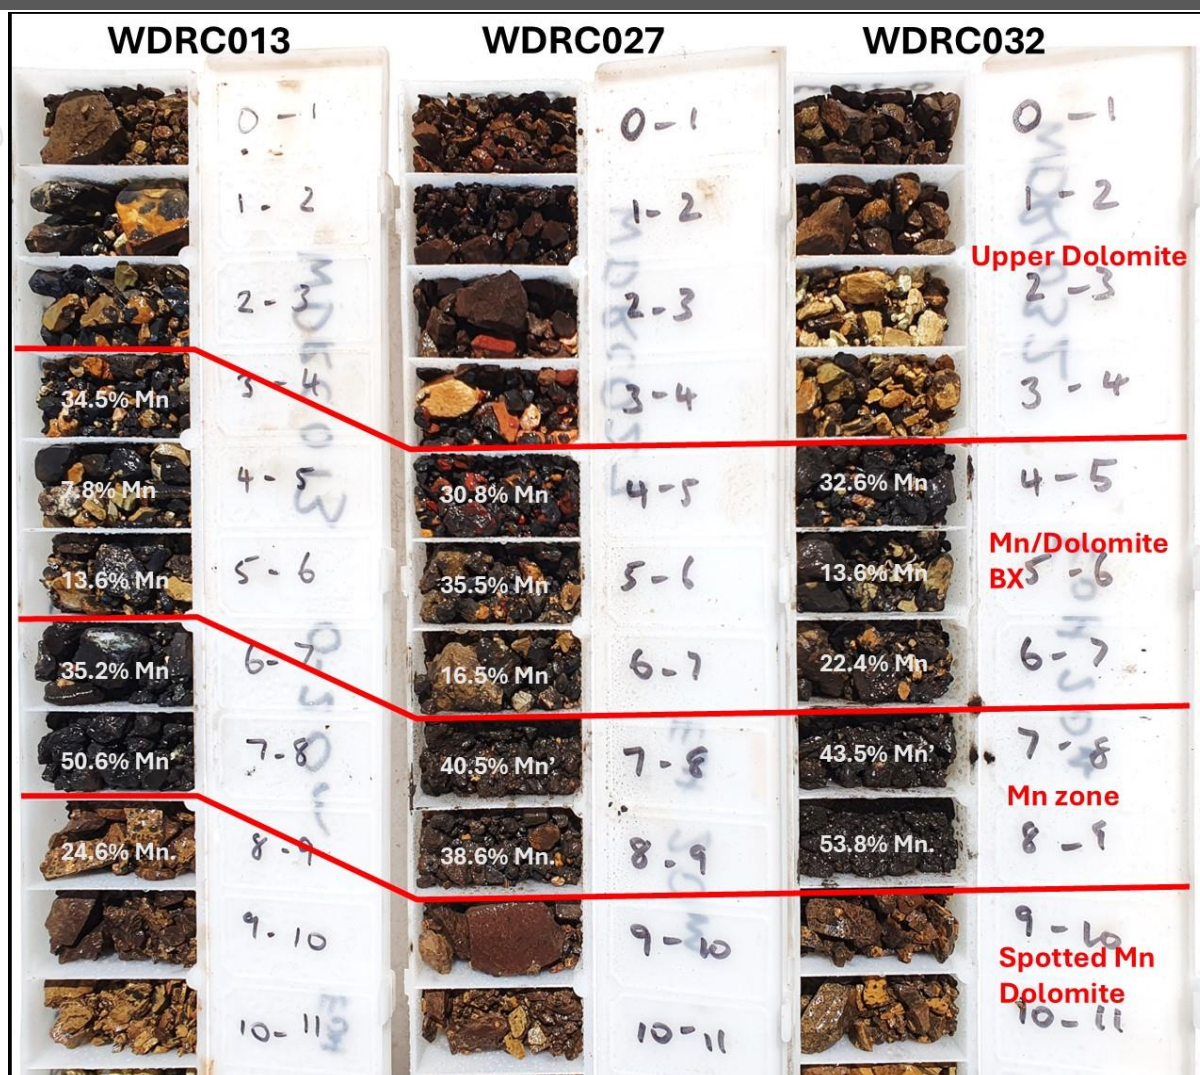 WDRC013
WDRC027
WDRC032
0 - 1
0 - 1
0 - 1
1 - 2
1 - 2
1 - 2
Upper Dolomite
2 - 3
2 - 3
2 - 3
34.5% Mn
3 - 4
3 - 4
3 - 4
7.8% Mn
4 - 5
30.8% Mn
4 - 5
32.6% Mn
4 - 5
13.6% Mn
5 - 6
35.5% Mn
5 - 6
13.6% Mn
Mn/Dolomite
BX
5 - 6
35.2% Mn
6 - 7
16.5% Mn
6 - 7
22.4% Mn
6 - 7
50.6% Mn'
7 - 8
40.5% Mn'
7 - 8
43.5% Mn'
7 - 8
Mn zone
24.6% Mn.
8 - 9
38.6% Mn.
8 - 9
53.8% Mn.
8 - 9
9 - 10
9 - 10
9 - 10
Spotted Mn
Dolomite
10 - 11
10 - 11
10 - 11